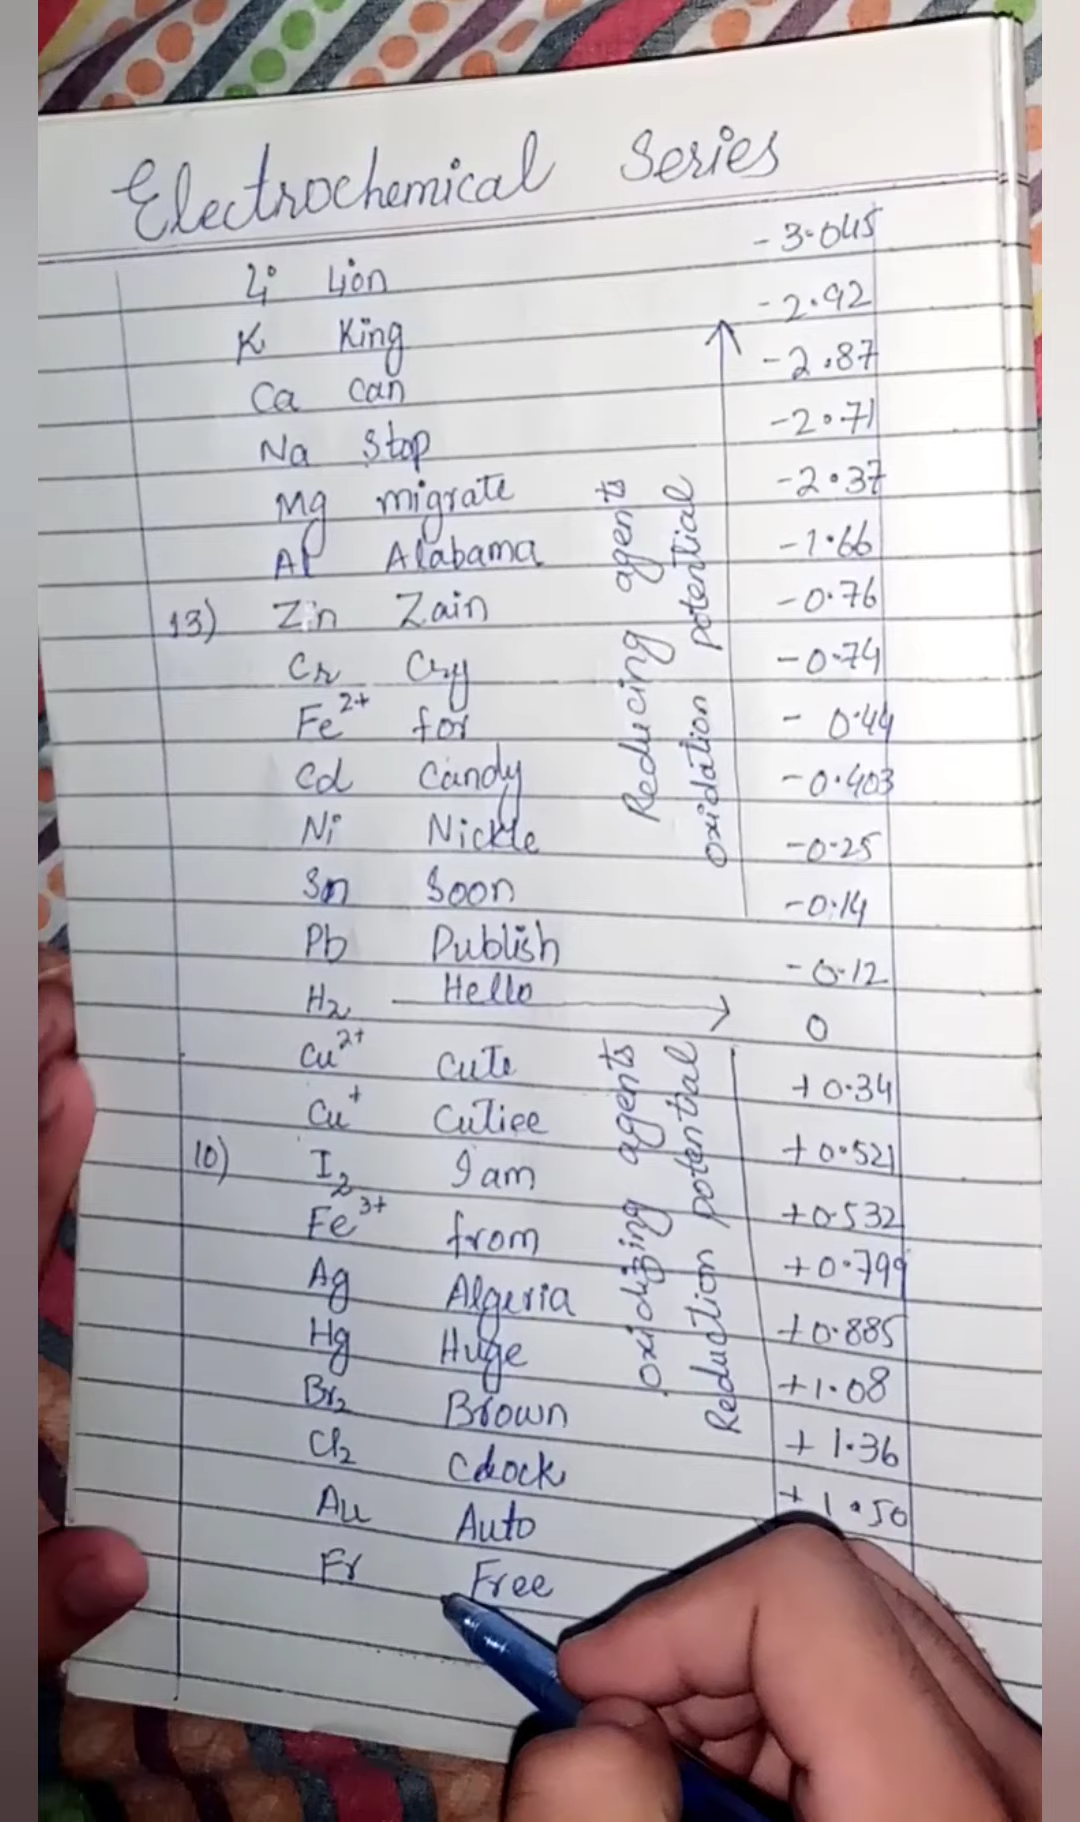 Electrochemical Series
Li Lion -3.045
K King -2.92
Ca Can -2.87
Na Stop -2.71
Mg migrate -2.37
Al Alabama -1.66
13) Zn Zain -0.76
Cr Cry -0.74
Fe2+ for -0.44
Cd Candy -0.403
Ni Nickle -0.25
Sn Soon -0.14
Pb Publish -0.12
H2 Hello → 0
Cu2+ Cute +0.34
Cu+ Cutiee +0.521
10) I2 I am +0.532
Fe3+ from +0.799
Ag Algeria +0.885
Hg Huge +1.08
Br2 Brown +1.36
Cl2 Cdock +1.50
Au Auto
Fr Free
Reducing agents
oxidation potential
oxidizing agents
Reduction potential